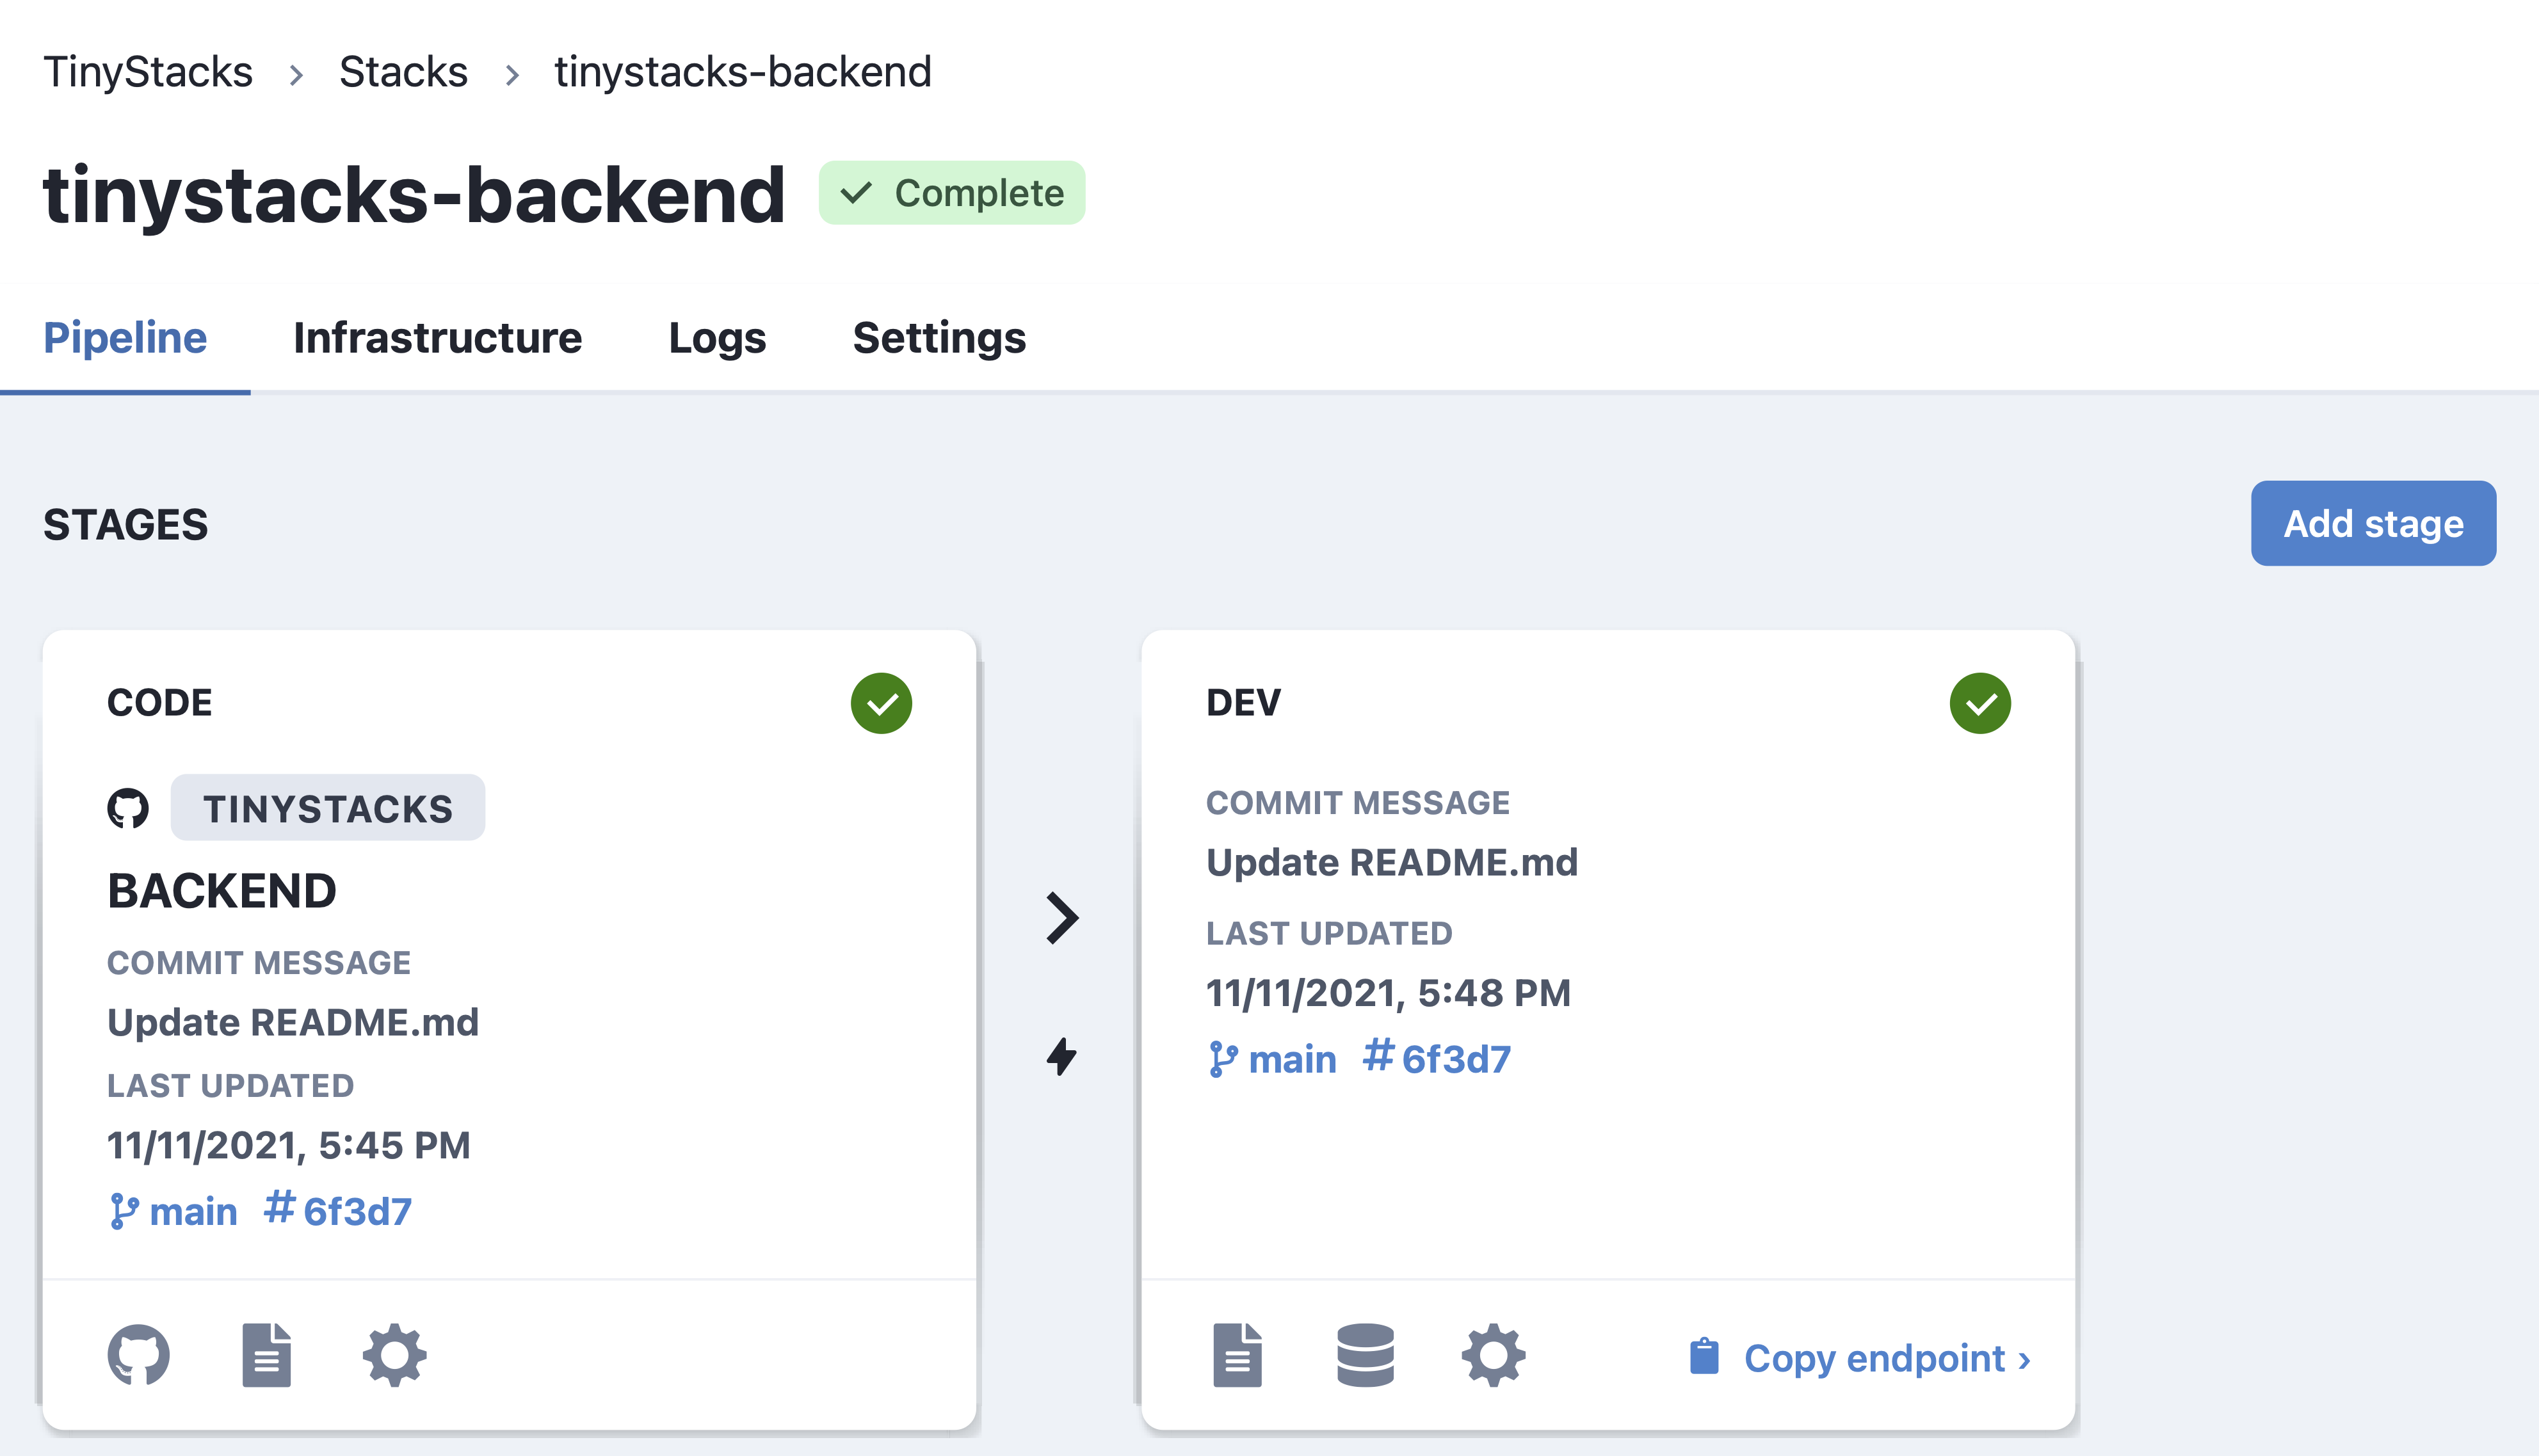 TinyStacks > Stacks > tinystacks-backend
tinystacks-backend
Complete
Pipeline Infrastructure Logs Settings
STAGES
Add stage
CODE
TINYSTACKS
BACKEND
COMMIT MESSAGE
Update README.md
LAST UPDATED
11/11/2021, 5:45 PM
main #6f3d7
DEV
COMMIT MESSAGE
Update README.md
LAST UPDATED
11/11/2021, 5:48 PM
main #6f3d7
Copy endpoint ›